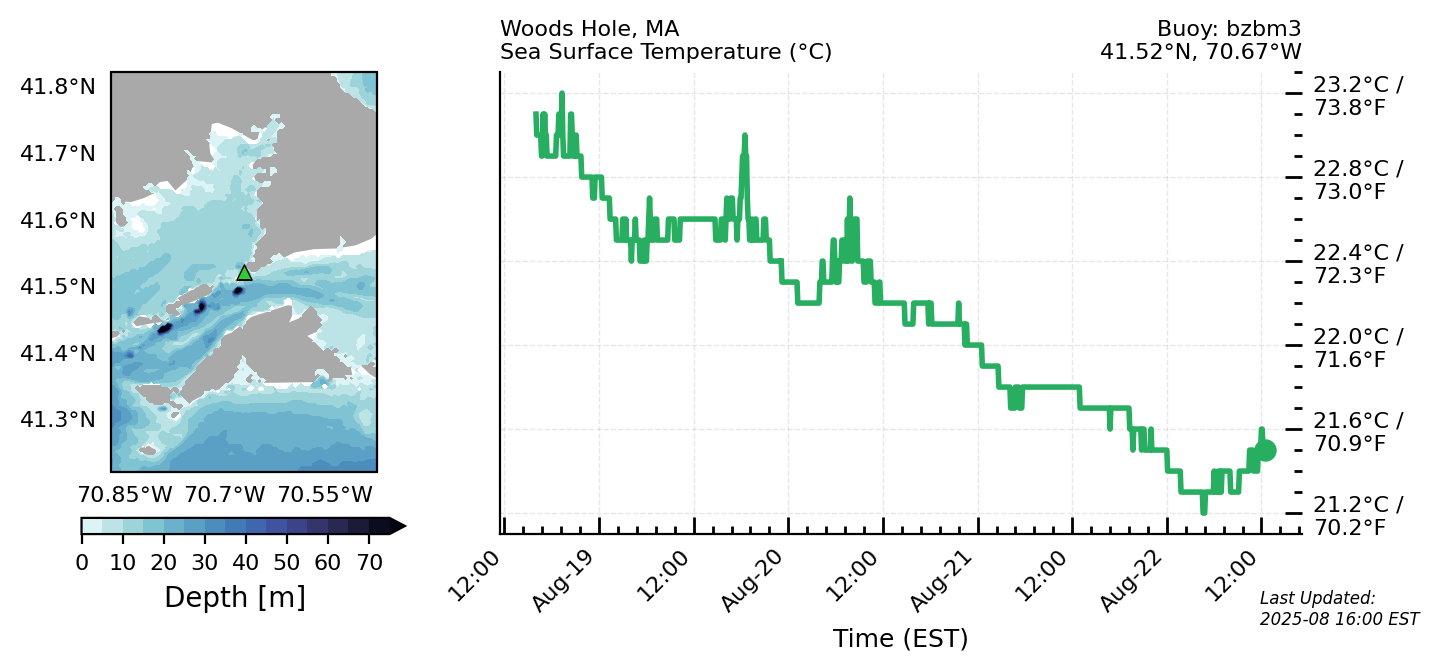 Woods Hole, MA
Sea Surface Temperature (°C)
Buoy: bzbm3
41.52°N, 70.67°W
41.8°N
41.7°N
41.6°N
41.5°N
41.4°N
41.3°N
70.85°W 70.7°W 70.55°W
0 10 20 30 40 50 60 70
Depth [m]
23.2°C /
73.8°F
22.8°C /
73.0°F
22.4°C /
72.3°F
22.0°C /
71.6°F
21.6°C /
70.9°F
21.2°C /
70.2°F
12:00 Aug-19 12:00 Aug-20 12:00 Aug-21 12:00 Aug-22 12:00
Time (EST)
Last Updated:
2025-08 16:00 EST